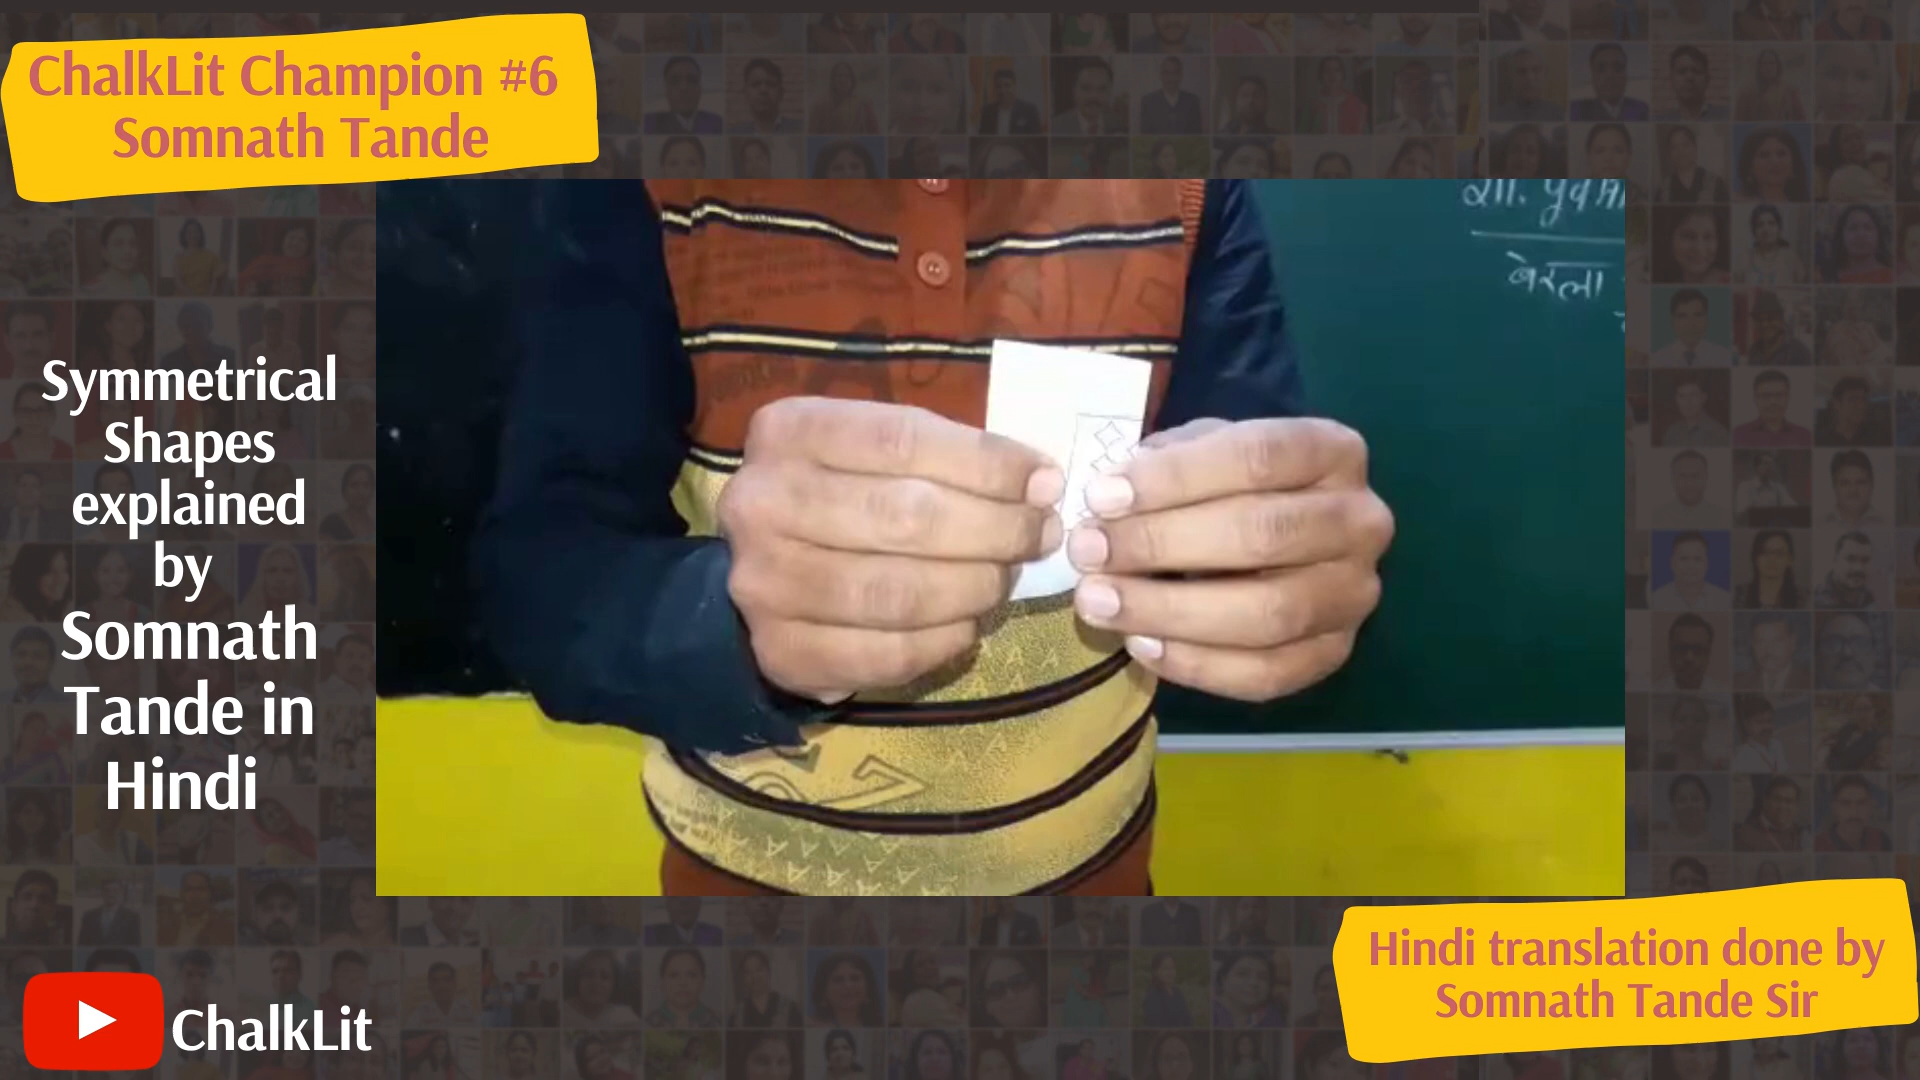 ChalkLit Champion #6
Somnath Tande
Symmetrical
Shapes
explained
by
Somnath
Tande in
Hindi
बेरला
Hindi translation done by
Somnath Tande Sir
ChalkLit